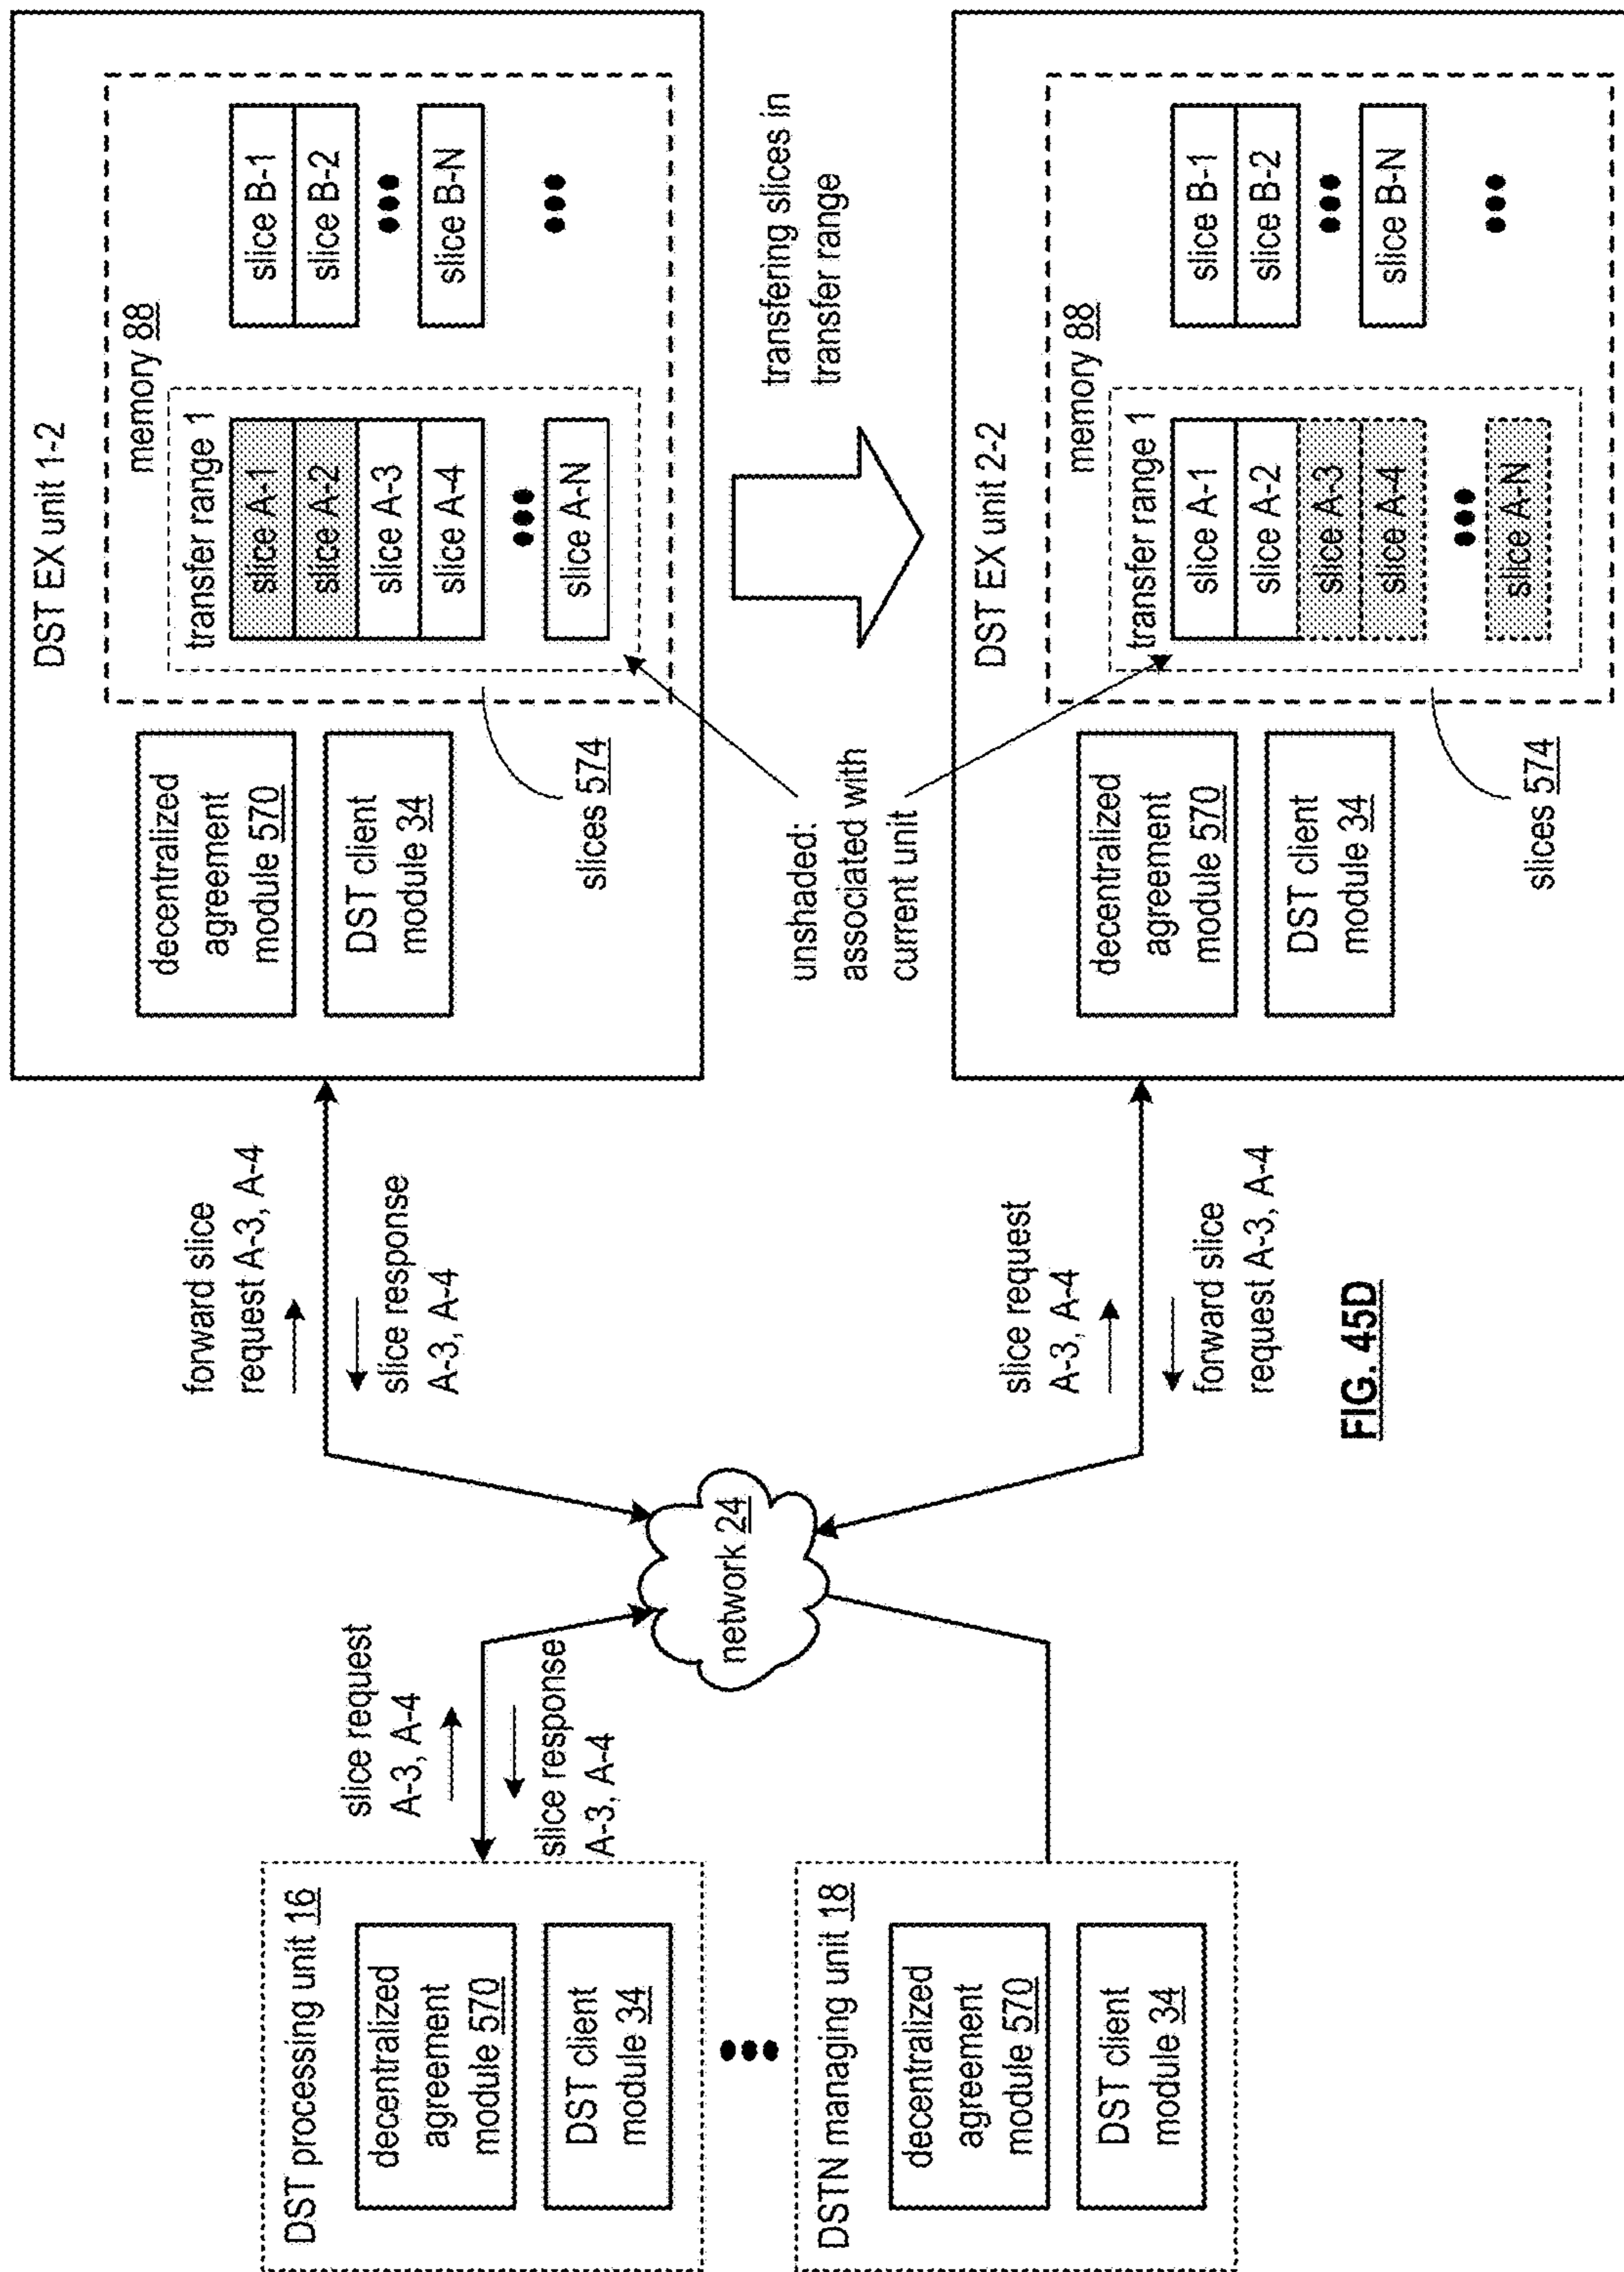 DST processing unit 16
decentralized
agreement
module 570
DST client
module 34
DSTN managing unit 18
decentralized
agreement
module 570
DST client
module 34
slice request
A-3, A-4
slice response
A-3, A-4
network 24
forward slice
request A-3, A-4
slice response
A-3, A-4
slice request
A-3, A-4
forward slice
request A-3, A-4
DST EX unit 1-2
decentralized
agreement
module 570
DST client
module 34
slices 574
memory 88
transfer range 1
slice A-1
slice A-2
slice A-3
slice A-4
slice A-N
slice B-1
slice B-2
slice B-N
unshaded:
associated with
current unit
transfering slices in
transfer range
DST EX unit 2-2
decentralized
agreement
module 570
DST client
module 34
slices 574
memory 88
transfer range 1
slice A-1
slice A-2
slice A-3
slice A-4
slice A-N
slice B-1
slice B-2
slice B-N
FIG. 45D